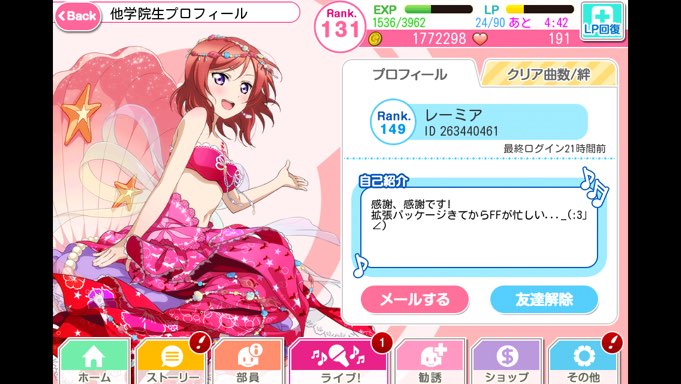 Back
他学院生プロフィール
Rank.
131
EXP
1536/3962
LP
24/90 あと 4:42
1772298
191
LP回復
プロフィール
クリア曲数/絆
Rank.
149
レーミア
ID 263440461
最終ログイン21時間前
自己紹介
感謝、感謝です!
拡張パッケージきてからFFが忙しい..._(:3」
∠)
メールする
友達解除
ホーム
ストーリー
部員
ライブ!
1
勧誘
ショップ
その他